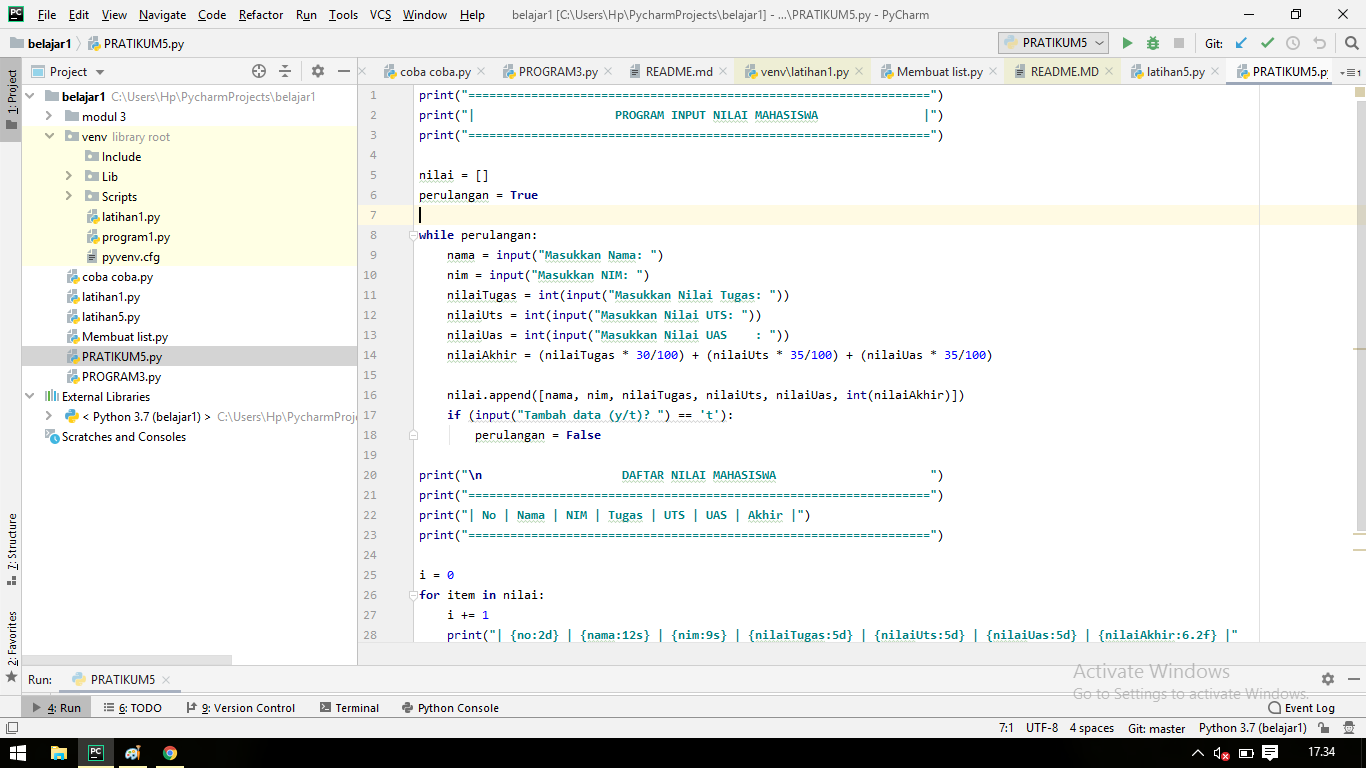 File Edit View Navigate Code Refactor Run Tools VCS Window Help belajar1 [C:\Users\Hp\PycharmProjects\belajar1] - ...\PRATIKUM5.py - PyCharm
belajar1 PRATIKUM5.py PRATIKUM5 Git:
1: Project
Project
coba coba.py PROGRAM3.py README.md venv\latihan1.py Membuat list.py README.MD latihan5.py PRATIKUM5.py
belajar1 C:\Users\Hp\PycharmProjects\belajar1
modul 3
venv library root
Include
Lib
Scripts
latihan1.py
program1.py
pyvenv.cfg
coba coba.py
latihan1.py
latihan5.py
Membuat list.py
PRATIKUM5.py
PROGRAM3.py
External Libraries
< Python 3.7 (belajar1) > C:\Users\Hp\PycharmProj
Scratches and Consoles
7: Structure
2: Favorites
1 print("==================================================================")
2 print("|                    PROGRAM INPUT NILAI MAHASISWA               |")
3 print("==================================================================")
4
5 nilai = []
6 perulangan = True
7
8 while perulangan:
9     nama = input("Masukkan Nama: ")
10     nim = input("Masukkan NIM: ")
11     nilaiTugas = int(input("Masukkan Nilai Tugas: "))
12     nilaiUts = int(input("Masukkan Nilai UTS: "))
13     nilaiUas = int(input("Masukkan Nilai UAS    : "))
14     nilaiAkhir = (nilaiTugas * 30/100) + (nilaiUts * 35/100) + (nilaiUas * 35/100)
15
16     nilai.append([nama, nim, nilaiTugas, nilaiUts, nilaiUas, int(nilaiAkhir)])
17     if (input("Tambah data (y/t)? ") == 't'):
18         perulangan = False
19
20 print("\n                    DAFTAR NILAI MAHASISWA                      ")
21 print("==================================================================")
22 print("| No | Nama | NIM | Tugas | UTS | UAS | Akhir |")
23 print("==================================================================")
24
25 i = 0
26 for item in nilai:
27     i += 1
28     print("| {no:2d} | {nama:12s} | {nim:9s} | {nilaiTugas:5d} | {nilaiUts:5d} | {nilaiUas:5d} | {nilaiAkhir:6.2f} |"
Activate Windows
Go to Settings to activate Windows.
Run: PRATIKUM5
4: Run 6: TODO 9: Version Control Terminal Python Console Event Log
7:1 UTF-8 4 spaces Git: master Python 3.7 (belajar1)
17.34